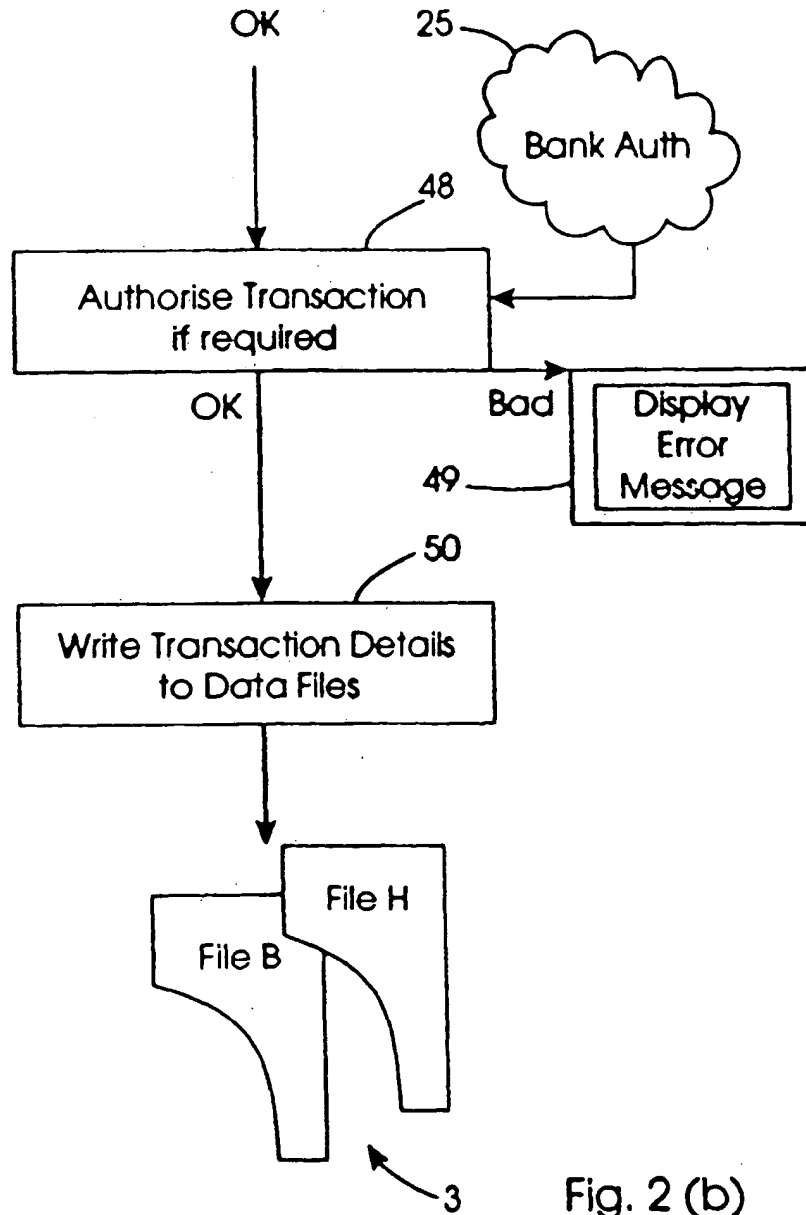 OK
25
Bank Auth
48
Authorise Transaction
if required
OK
Bad
Display
Error
Message
49
50
Write Transaction Details
to Data Files
File H
File B
3
Fig. 2 (b)